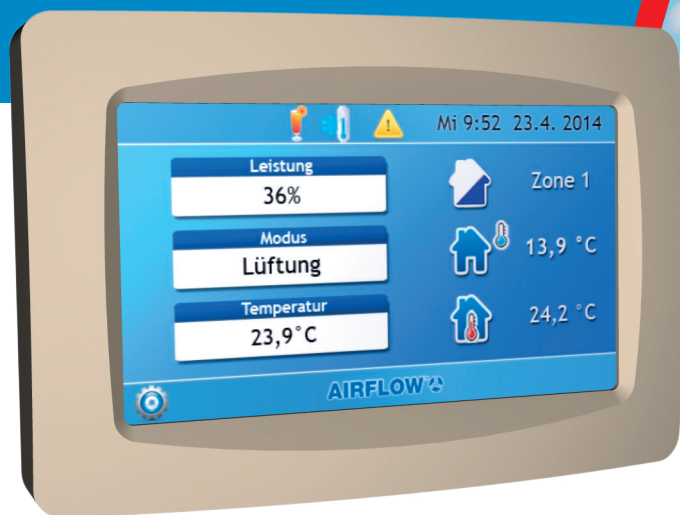 Mi 9:52 23.4. 2014
Leistung
36%
Zone 1
Modus
Lüftung
13,9 °C
Temperatur
23,9°C
24,2 °C
AIRFLOW